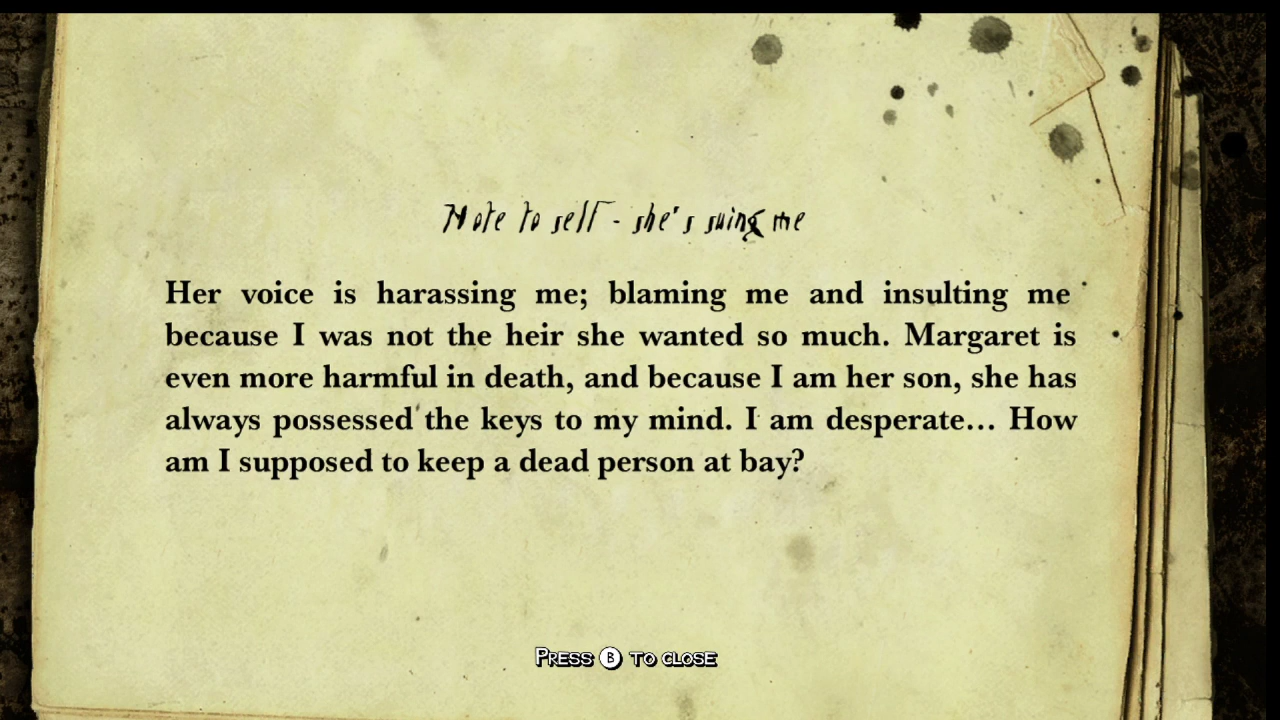 Note to self - she's suing me
Her voice is harassing me; blaming me and insulting me
because I was not the heir she wanted so much. Margaret is
even more harmful in death, and because I am her son, she has
always possessed the keys to my mind. I am desperate... How
am I supposed to keep a dead person at bay?
Press B to close